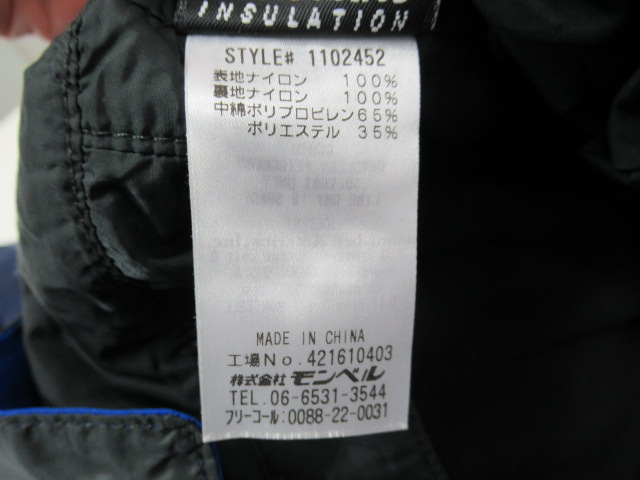 INSULATION
STYLE# 1102452
表地ナイロン 100%
裏地ナイロン 100%
中綿ポリプロピレン65%
ポリエステル 35%
MADE IN CHINA
工場No.421610403
株式会社 モンベル
TEL.06-6531-3544
フリーコール:0088-22-0031